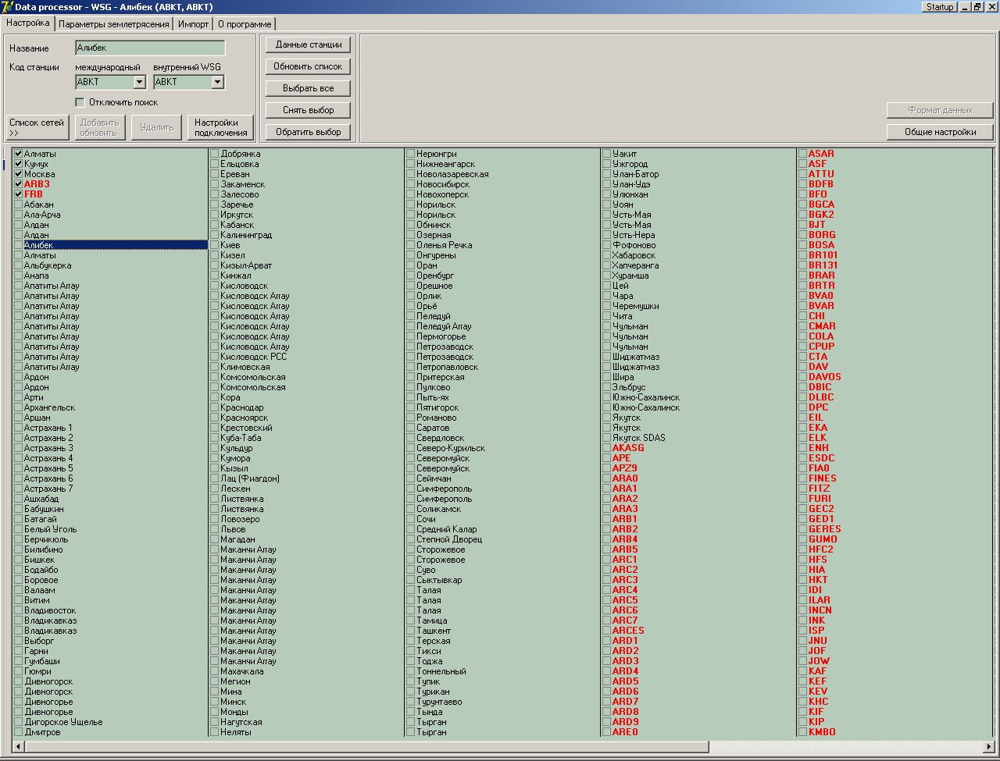 Data processor - WSG - Алибек (ABKT, ABKT)
Startup
Настройка
Параметры землетрясения
Импорт
О программе
Название
Алибек
Код станции
международный
внутренний WSG
ABKT
ABKT
Отключить поиск
Список сетей >>
Добавить обновить
Удалить
Настройки подключения
Данные станции
Обновить список
Выбрать все
Снять выбор
Обратить выбор
Формат данных
Общие настройки
Алматы
Кумух
Москва
ARB3
FRB
Абакан
Ала-Арча
Алдан
Алдан
Алибек
Алматы
Альбукерка
Анапа
Апатиты Array
Апатиты Array
Апатиты Array
Апатиты Array
Апатиты Array
Апатиты Array
Апатиты Array
Апатиты Array
Апатиты Array
Ардон
Ардон
Арти
Архангельск
Аршан
Астрахань 1
Астрахань 2
Астрахань 3
Астрахань 4
Астрахань 5
Астрахань 6
Астрахань 7
Ашхабад
Бабушкин
Батагай
Белый Уголь
Берчикюль
Билибино
Бишкек
Бодайбо
Боровое
Валаам
Витим
Владивосток
Владикавказ
Владикавказ
Выборг
Гарни
Гумбаши
Гюмри
Дивногорск
Дивногорск
Дивногорье
Дивногорье
Дигорское Ущелье
Дмитров
Добрянка
Ельцовка
Ереван
Закаменск
Залесово
Заречье
Иркутск
Кабанск
Калининград
Киев
Кизел
Кизыл-Арват
Кинжал
Кисловодск
Кисловодск Array
Кисловодск Array
Кисловодск Array
Кисловодск Array
Кисловодск Array
Кисловодск Array
Кисловодск РСС
Климовская
Комсомольская
Комсомольская
Кора
Краснодар
Красноярск
Крестовский
Куба-Таба
Кульдур
Кумора
Кызыл
Лац (Фиагдон)
Лескен
Листвянка
Листвянка
Ловозеро
Львов
Магадан
Маканчи Array
Маканчи Array
Маканчи Array
Маканчи Array
Маканчи Array
Маканчи Array
Маканчи Array
Маканчи Array
Маканчи Array
Маканчи Array
Маканчи Array
Маканчи Array
Махачкала
Мегион
Мина
Минск
Монды
Нагутская
Неляты
Нерюнгри
Нижнеангарск
Новолазаревская
Новосибирск
Новохоперск
Норильск
Норильск
Обнинск
Озерная
Оленья Речка
Онгурены
Оран
Оренбург
Орешное
Орлик
Орьё
Пеледуй
Пеледуй Array
Пермогорье
Петрозаводск
Петрозаводск
Петропавловск
Притерская
Пулково
Пыть-ях
Пятигорск
Романово
Саратов
Свердловск
Северо-Курильск
Северомуйск
Северомуйск
Сеймчан
Симферополь
Симферополь
Соликамск
Сочи
Средний Калар
Степной Дворец
Сторожевое
Сторожевое
Суво
Сыктывкар
Талая
Талая
Талая
Тамица
Ташкент
Терская
Тикси
Тоджа
Тоннельный
Тупик
Турикан
Турунтаево
Тында
Тырган
Тырган
Уакит
Ужгород
Улан-Батор
Улан-Удэ
Улюнхан
Уоян
Усть-Мая
Усть-Мая
Усть-Нера
Фофоново
Хабаровск
Хапчеранга
Хурамша
Цей
Чара
Черемушки
Чита
Чульман
Чульман
Чульман
Шиджатмаз
Шиджатмаз
Шира
Эльбрус
Южно-Сахалинск
Южно-Сахалинск
Якутск
Якутск
Якутск SDAS
AKASG
APE
APZ9
ARA0
ARA1
ARA2
ARA3
ARB1
ARB2
ARB4
ARB5
ARC1
ARC2
ARC3
ARC4
ARC5
ARC6
ARC7
ARCES
ARD1
ARD2
ARD3
ARD4
ARD5
ARD6
ARD7
ARD8
ARD9
ARE0
ASAR
ASF
ATTU
BDFB
BFO
BGCA
BGK2
BJT
BORG
BOSA
BR101
BR131
BRAR
BRTR
BVA0
BVAR
CHI
CMAR
COLA
CPUP
CTA
DAV
DAVOS
DBIC
DLBC
DPC
EIL
EKA
ELK
ENH
ESDC
FIA0
FINES
FITZ
FURI
GEC2
GED1
GERES
GUMO
HFC2
HFS
HIA
HKT
IDI
ILAR
INCN
INK
ISP
JNU
JOF
JOW
KAF
KEF
KEV
KHC
KIF
KIP
KMBO